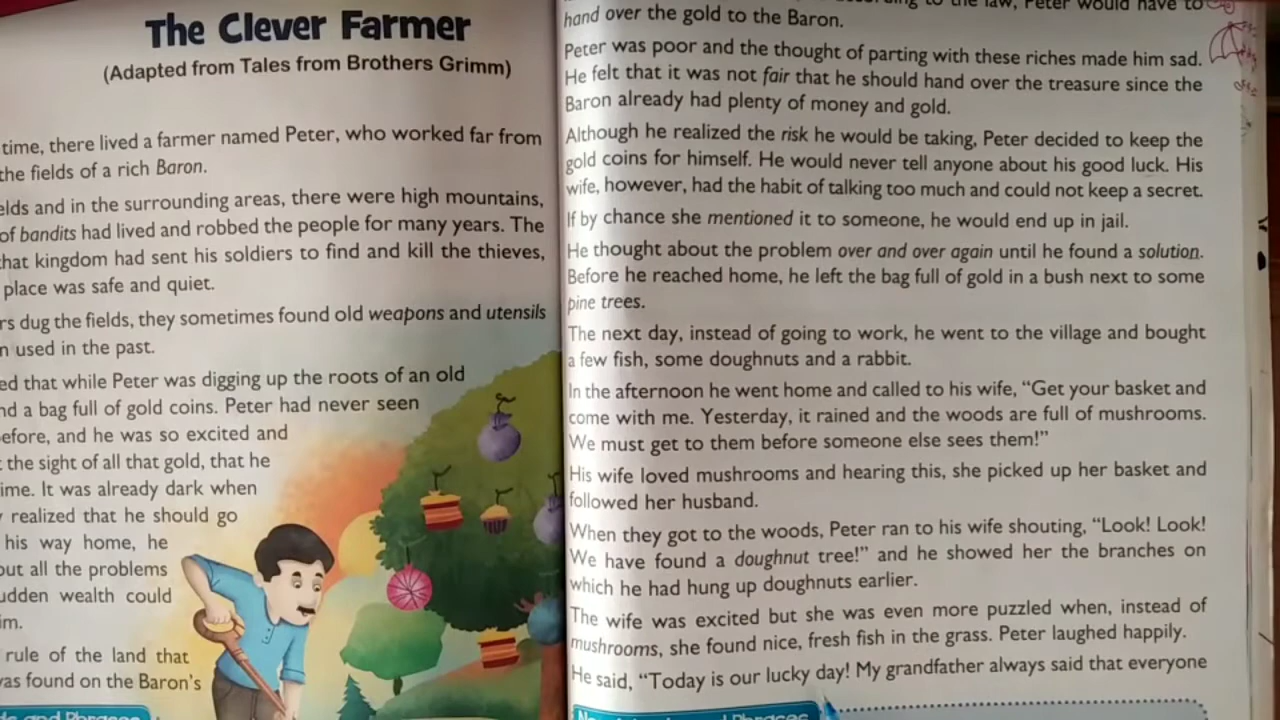 The Clever Farmer
(Adapted from Tales from Brothers Grimm)
time, there lived a farmer named Peter, who worked far from
the fields of a rich Baron.
elds and in the surrounding areas, there were high mountains,
of bandits had lived and robbed the people for many years. The
that kingdom had sent his soldiers to find and kill the thieves,
place was safe and quiet.
rs dug the fields, they sometimes found old weapons and utensils
n used in the past.
ed that while Peter was digging up the roots of an old
nd a bag full of gold coins. Peter had never seen
efore, and he was so excited and
the sight of all that gold, that he
ime. It was already dark when
realized that he should go
his way home, he
out all the problems
udden wealth could
im.
rule of the land that
was found on the Baron's
and Phrases
the law, Peter would have to
hand over the gold to the Baron.
Peter was poor and the thought of parting with these riches made him sad.
He felt that it was not fair that he should hand over the treasure since the
Baron already had plenty of money and gold.
Although he realized the risk he would be taking, Peter decided to keep the
gold coins for himself. He would never tell anyone about his good luck. His
wife, however, had the habit of talking too much and could not keep a secret.
If by chance she mentioned it to someone, he would end up in jail.
He thought about the problem over and over again until he found a solution.
Before he reached home, he left the bag full of gold in a bush next to some
pine trees.
The next day, instead of going to work, he went to the village and bought
a few fish, some doughnuts and a rabbit.
In the afternoon he went home and called to his wife, “Get your basket and
come with me. Yesterday, it rained and the woods are full of mushrooms.
We must get to them before someone else sees them!”
His wife loved mushrooms and hearing this, she picked up her basket and
followed her husband.
When they got to the woods, Peter ran to his wife shouting, “Look! Look!
We have found a doughnut tree!” and he showed her the branches on
which he had hung up doughnuts earlier.
The wife was excited but she was even more puzzled when, instead of
mushrooms, she found nice, fresh fish in the grass. Peter laughed happily.
He said, “Today is our lucky day! My grandfather always said that everyone
Phrases